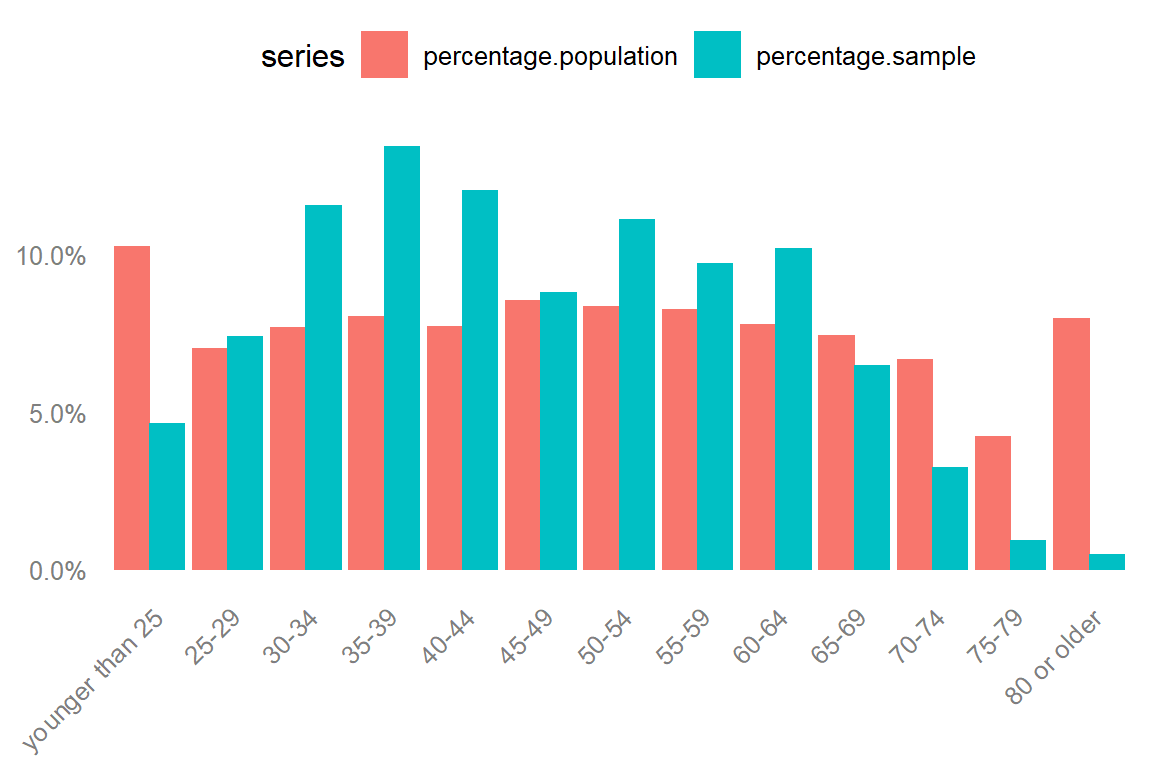 series percentage.population percentage.sample
10.0%
5.0%
0.0%
younger than 25 25-29 30-34 35-39 40-44 45-49 50-54 55-59 60-64 65-69 70-74 75-79 80 or older